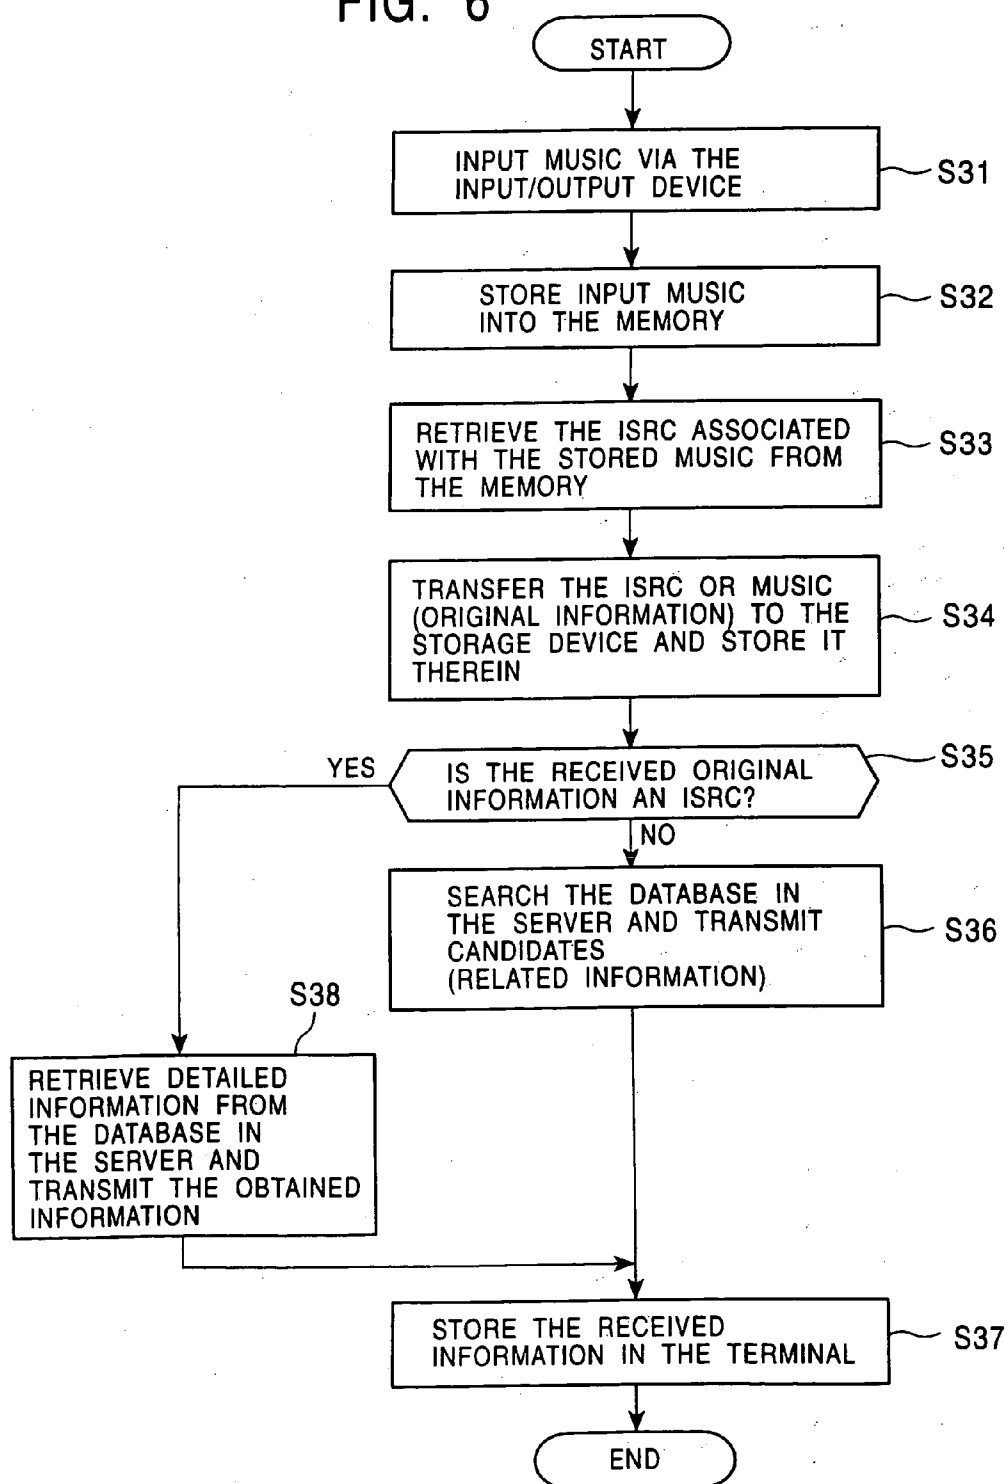 FIG. 6
START
INPUT MUSIC VIA THE
INPUT/OUTPUT DEVICE
S31
STORE INPUT MUSIC
INTO THE MEMORY
S32
RETRIEVE THE ISRC ASSOCIATED
WITH THE STORED MUSIC FROM
THE MEMORY
S33
TRANSFER THE ISRC OR MUSIC
(ORIGINAL INFORMATION) TO THE
STORAGE DEVICE AND STORE IT
THEREIN
S34
IS THE RECEIVED ORIGINAL
INFORMATION AN ISRC?
S35
YES
NO
SEARCH THE DATABASE IN
THE SERVER AND TRANSMIT
CANDIDATES
(RELATED INFORMATION)
S36
S38
RETRIEVE DETAILED
INFORMATION FROM
THE DATABASE IN
THE SERVER AND
TRANSMIT THE OBTAINED
INFORMATION
STORE THE RECEIVED
INFORMATION IN THE TERMINAL
S37
END